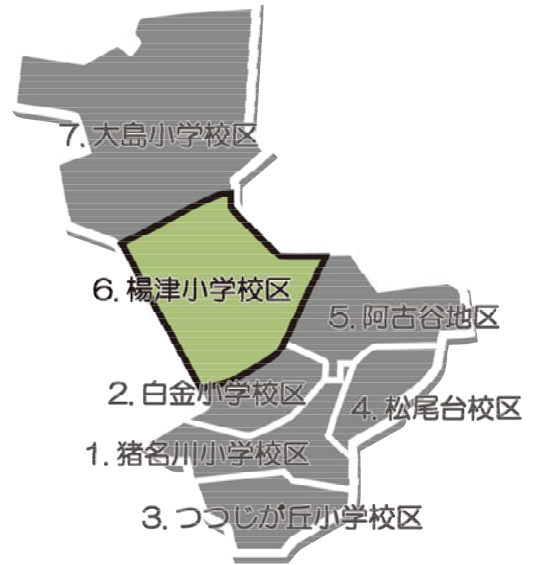 7. 大島小学校区
6. 楊津小学校区
5. 阿古谷地区
2. 白金小学校区
4. 松尾台校区
1. 猪名川小学校区
3. つつじが丘小学校区